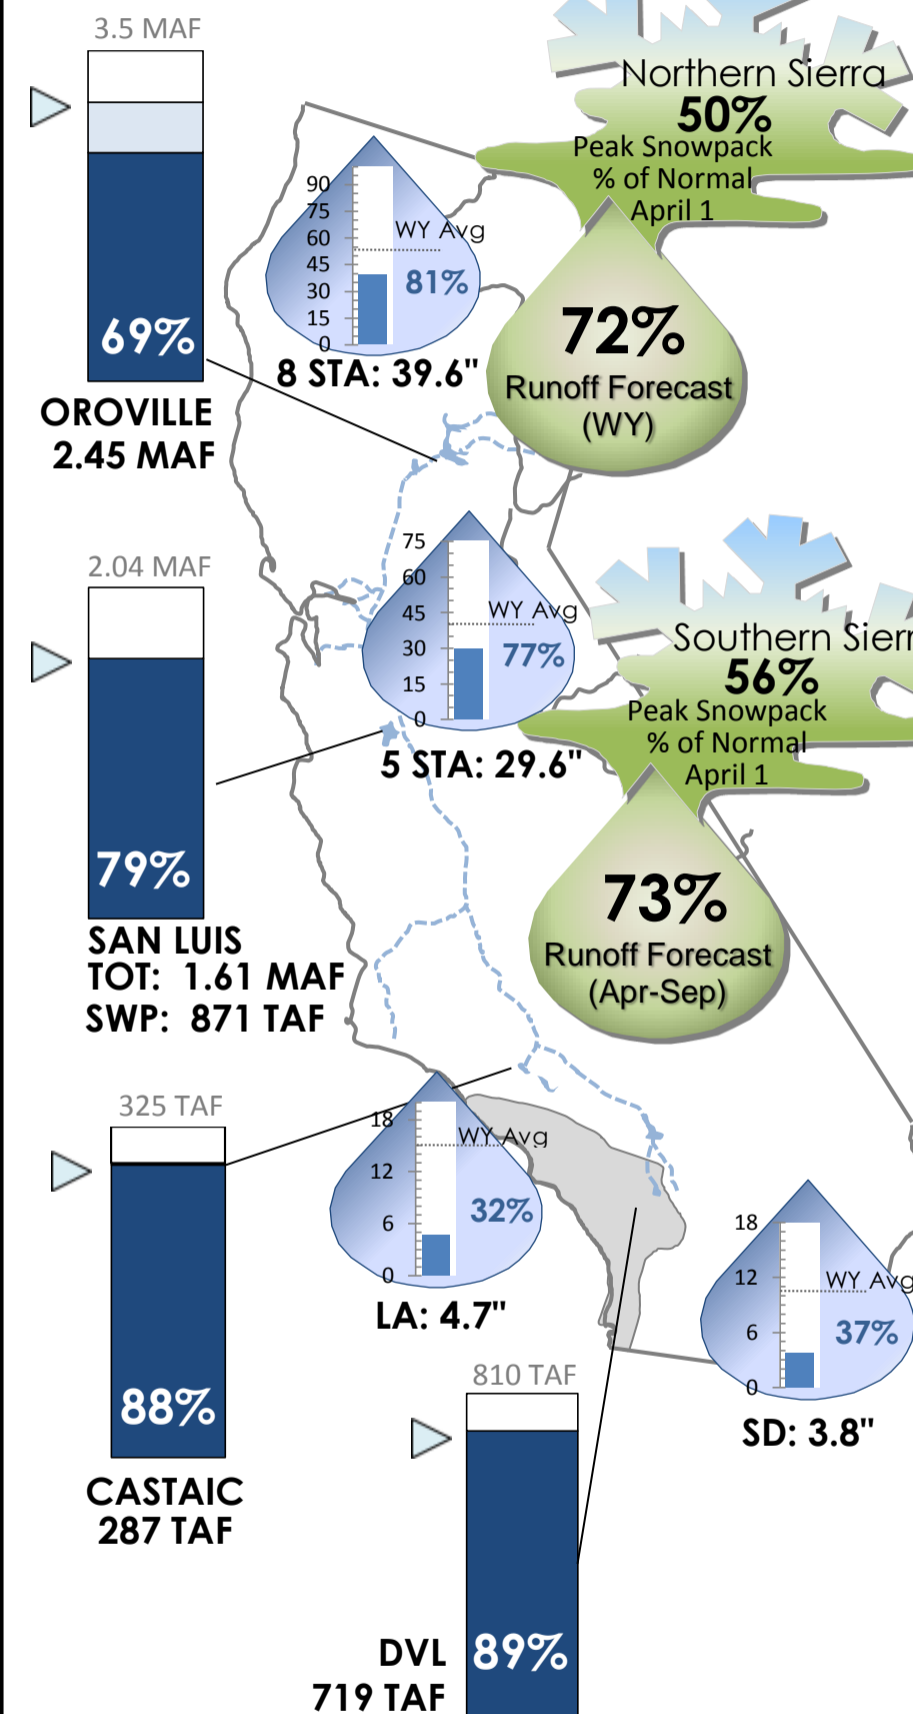 3.5 MAF
69%
OROVILLE
2.45 MAF
Northern Sierra
50%
Peak Snowpack
% of Normal
April 1
72%
Runoff Forecast
(WY)
90
75
60
45
30
15
0
WY Avg
81%
8 STA: 39.6"
2.04 MAF
79%
SAN LUIS
TOT: 1.61 MAF
SWP: 871 TAF
75
60
45
30
15
0
WY Avg
77%
5 STA: 29.6"
Southern Sierr
56%
Peak Snowpack
% of Normal
April 1
73%
Runoff Forecast
(Apr-Sep)
325 TAF
88%
CASTAIC
287 TAF
18
12
6
0
WY Avg
32%
LA: 4.7"
18
12
6
0
WY Avg
37%
SD: 3.8"
810 TAF
89%
DVL
719 TAF